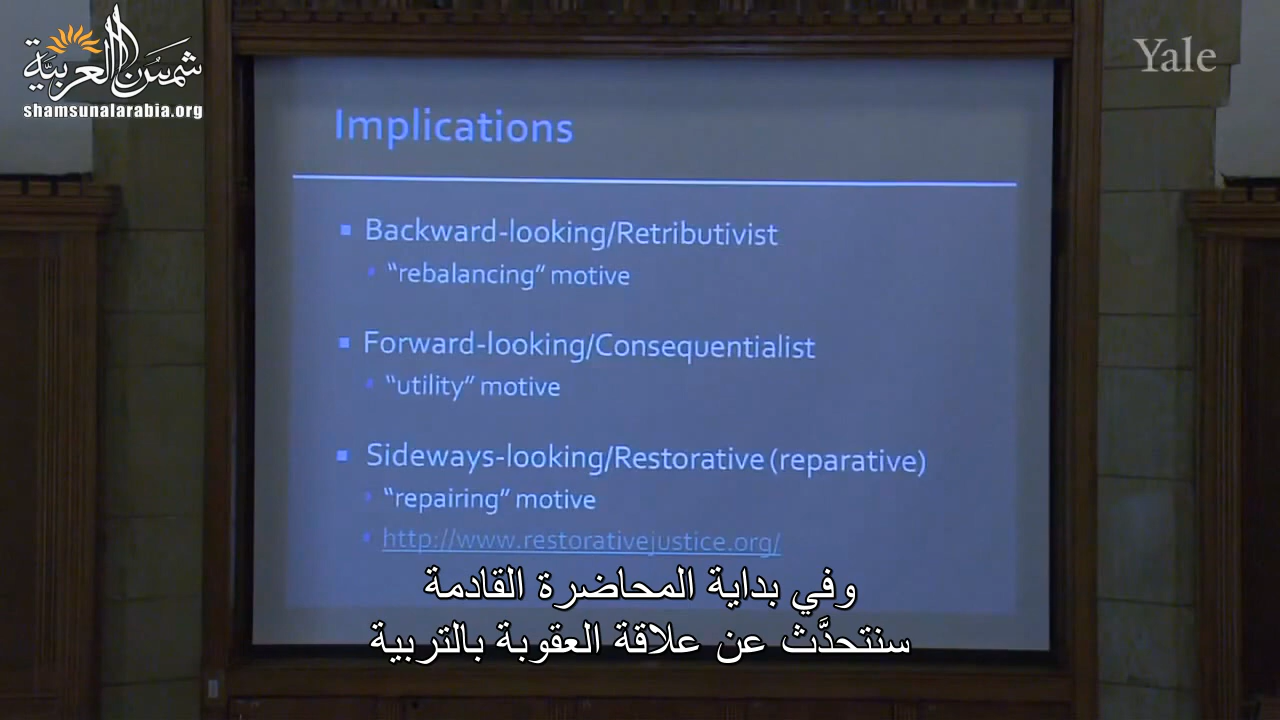 شمس العربية
shamsunalarabia.org
Yale
Implications
Backward-looking/Retributivist
“rebalancing” motive
Forward-looking/Consequentialist
“utility” motive
Sideways-looking/Restorative (reparative)
“repairing” motive
http://www.restorativejustice.org/
وفي بداية المحاضرة القادمة
سنتحدَّث عن علاقة العقوبة بالتربية